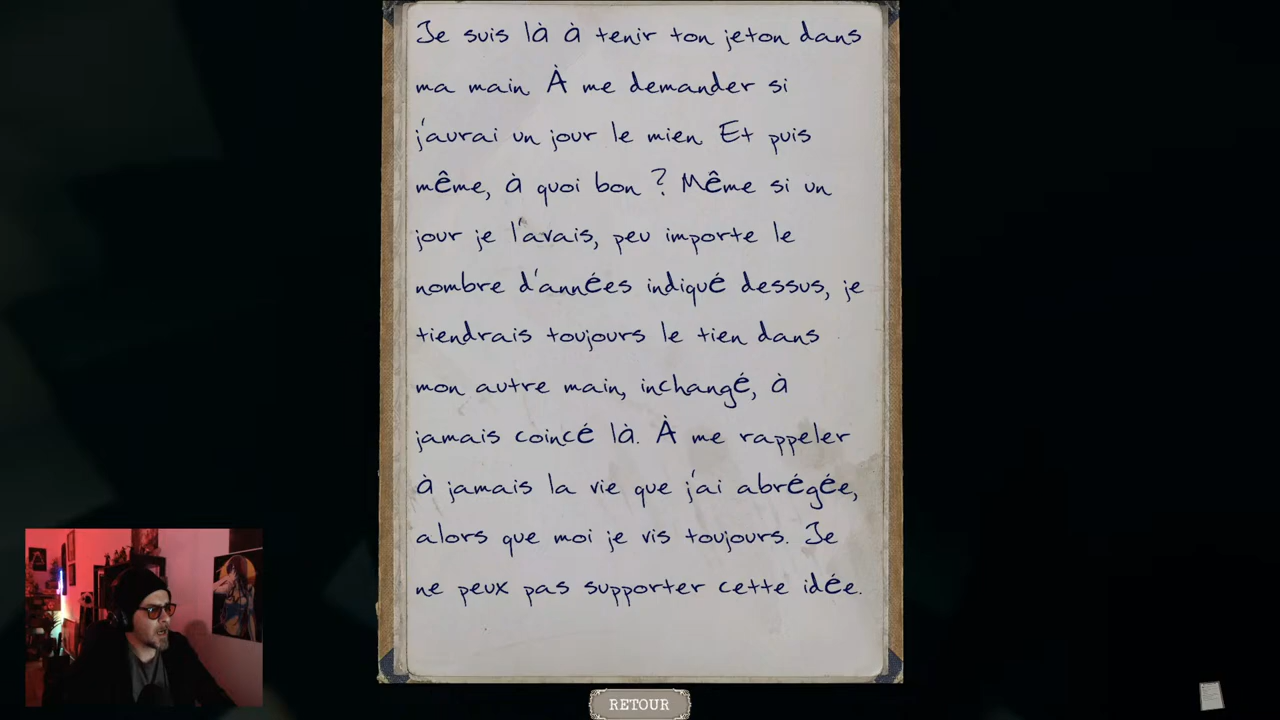 Je suis là à tenir ton jeton dans
ma main. À me demander si
j'aurai un jour le mien. Et puis
même, à quoi bon ? Même si un
jour je l'avais, peu importe le
nombre d'années indiqué dessus, je
tiendrais toujours le tien dans
mon autre main, inchangé, à
jamais coincé là. À me rappeler
à jamais la vie que j'ai abrégée,
alors que moi je vis toujours. Je
ne peux pas supporter cette idée.
RETOUR